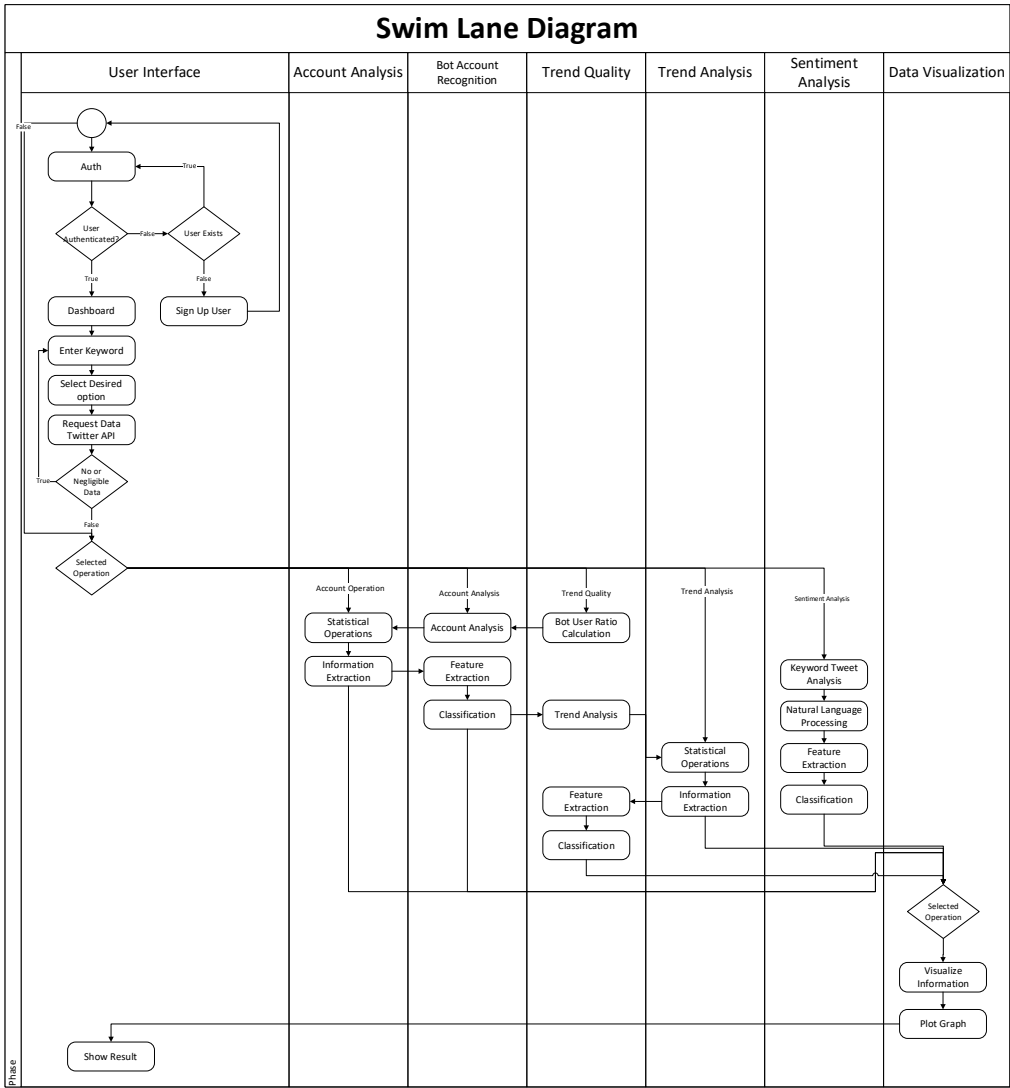 Swim Lane Diagram
User Interface
Account Analysis
Bot Account
Recognition
Trend Quality
Trend Analysis
Sentiment
Analysis
Data Visualization
False
Auth
True
User
Authenticated?
False
User Exists
True
False
Dashboard
Sign Up User
Enter Keyword
Select Desired
option
Request Data
Twitter API
No or
Negligible
Data
True
False
Selected
Operation
Account Operation
Account Analysis
Trend Quality
Trend Analysis
Sentiment Analysis
Statistical
Operations
Account Analysis
Bot User Ratio
Calculation
Information
Extraction
Feature
Extraction
Keyword Tweet
Analysis
Classification
Trend Analysis
Natural Language
Processing
Statistical
Operations
Feature
Extraction
Feature
Extraction
Information
Extraction
Classification
Classification
Selected
Operation
Visualize
Information
Plot Graph
Show Result
Phase